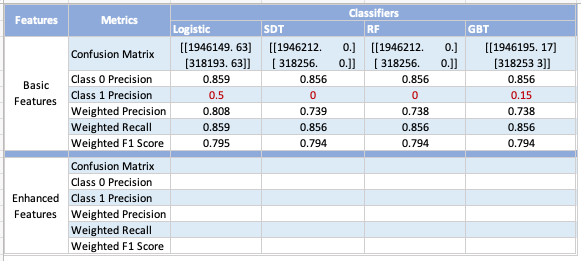 Features Metrics Classifiers
Logistic SDT RF GBT
Basic Features
Confusion Matrix [[1946149. 63] [[1946212. 0.] [[1946212. 0.] [[1946195. 17]
[318193. 63]] [ 318256. 0.]] [ 318256. 0.]] [318253 3]]
Class 0 Precision 0.859 0.856 0.856 0.856
Class 1 Precision 0.5 0 0 0.15
Weighted Precision 0.808 0.739 0.738 0.738
Weighted Recall 0.859 0.856 0.856 0.856
Weighted F1 Score 0.795 0.794 0.794 0.794
Enhanced Features
Confusion Matrix
Class 0 Precision
Class 1 Precision
Weighted Precision
Weighted Recall
Weighted F1 Score